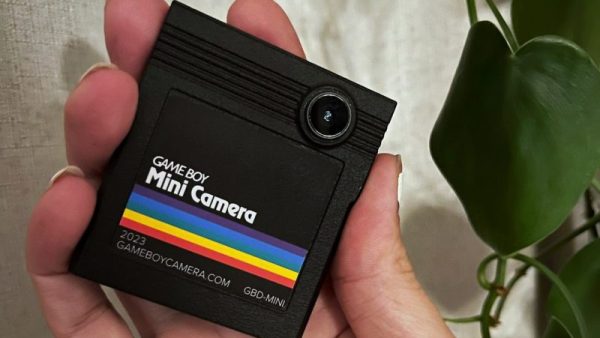 GAME BOY
Mini Camera
2023
GAMEBOYCAMERA.COM GBD-MINI